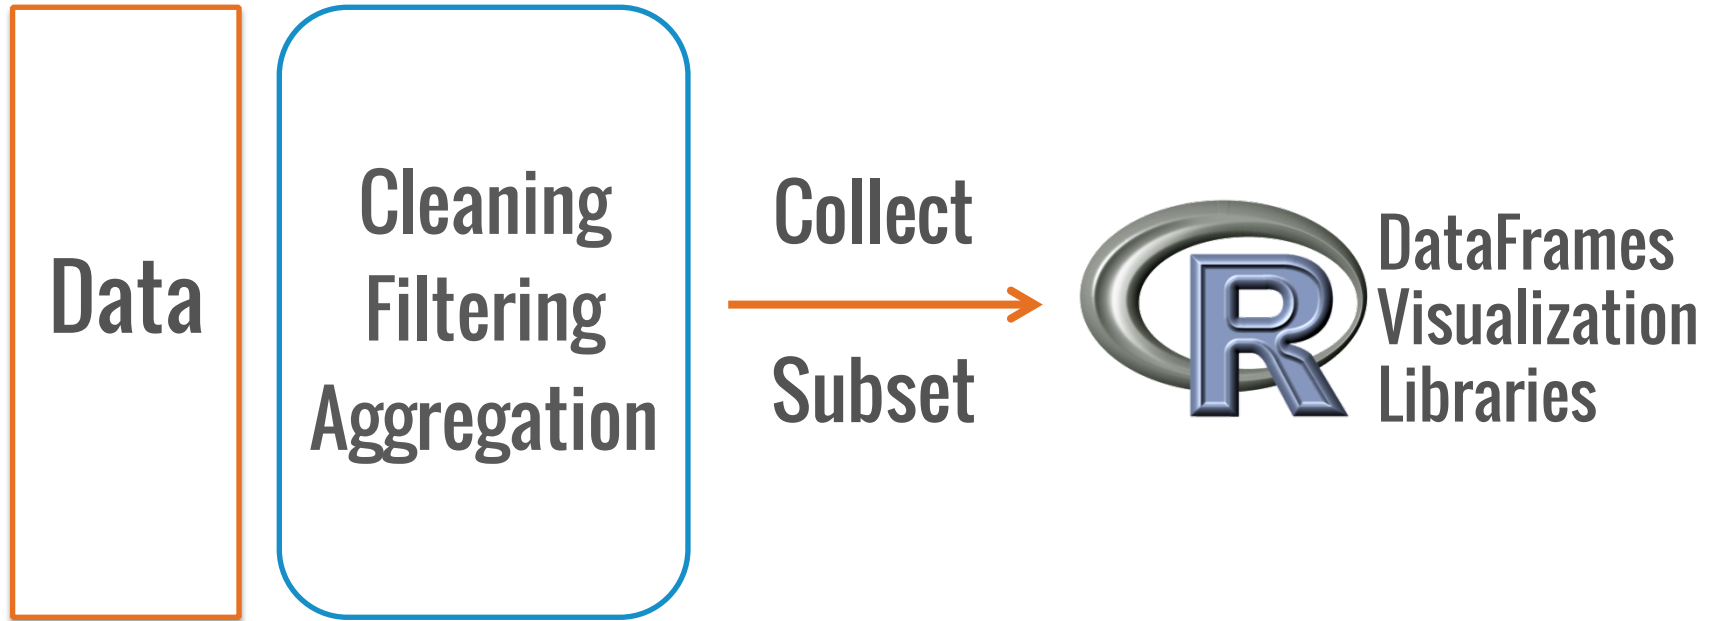 Data
Cleaning
Filtering
Aggregation
Collect
Subset
R
DataFrames
Visualization
Libraries